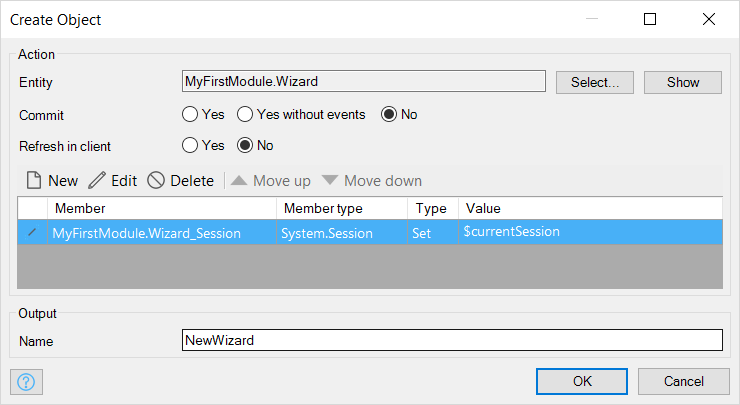 Create Object
Action
Entity MyFirstModule.Wizard Select... Show
Commit Yes Yes without events No
Refresh in client Yes No
New Edit Delete Move up Move down
Member Member type Type Value
MyFirstModule.Wizard_Session System.Session Set $currentSession
Output
Name NewWizard
? OK Cancel